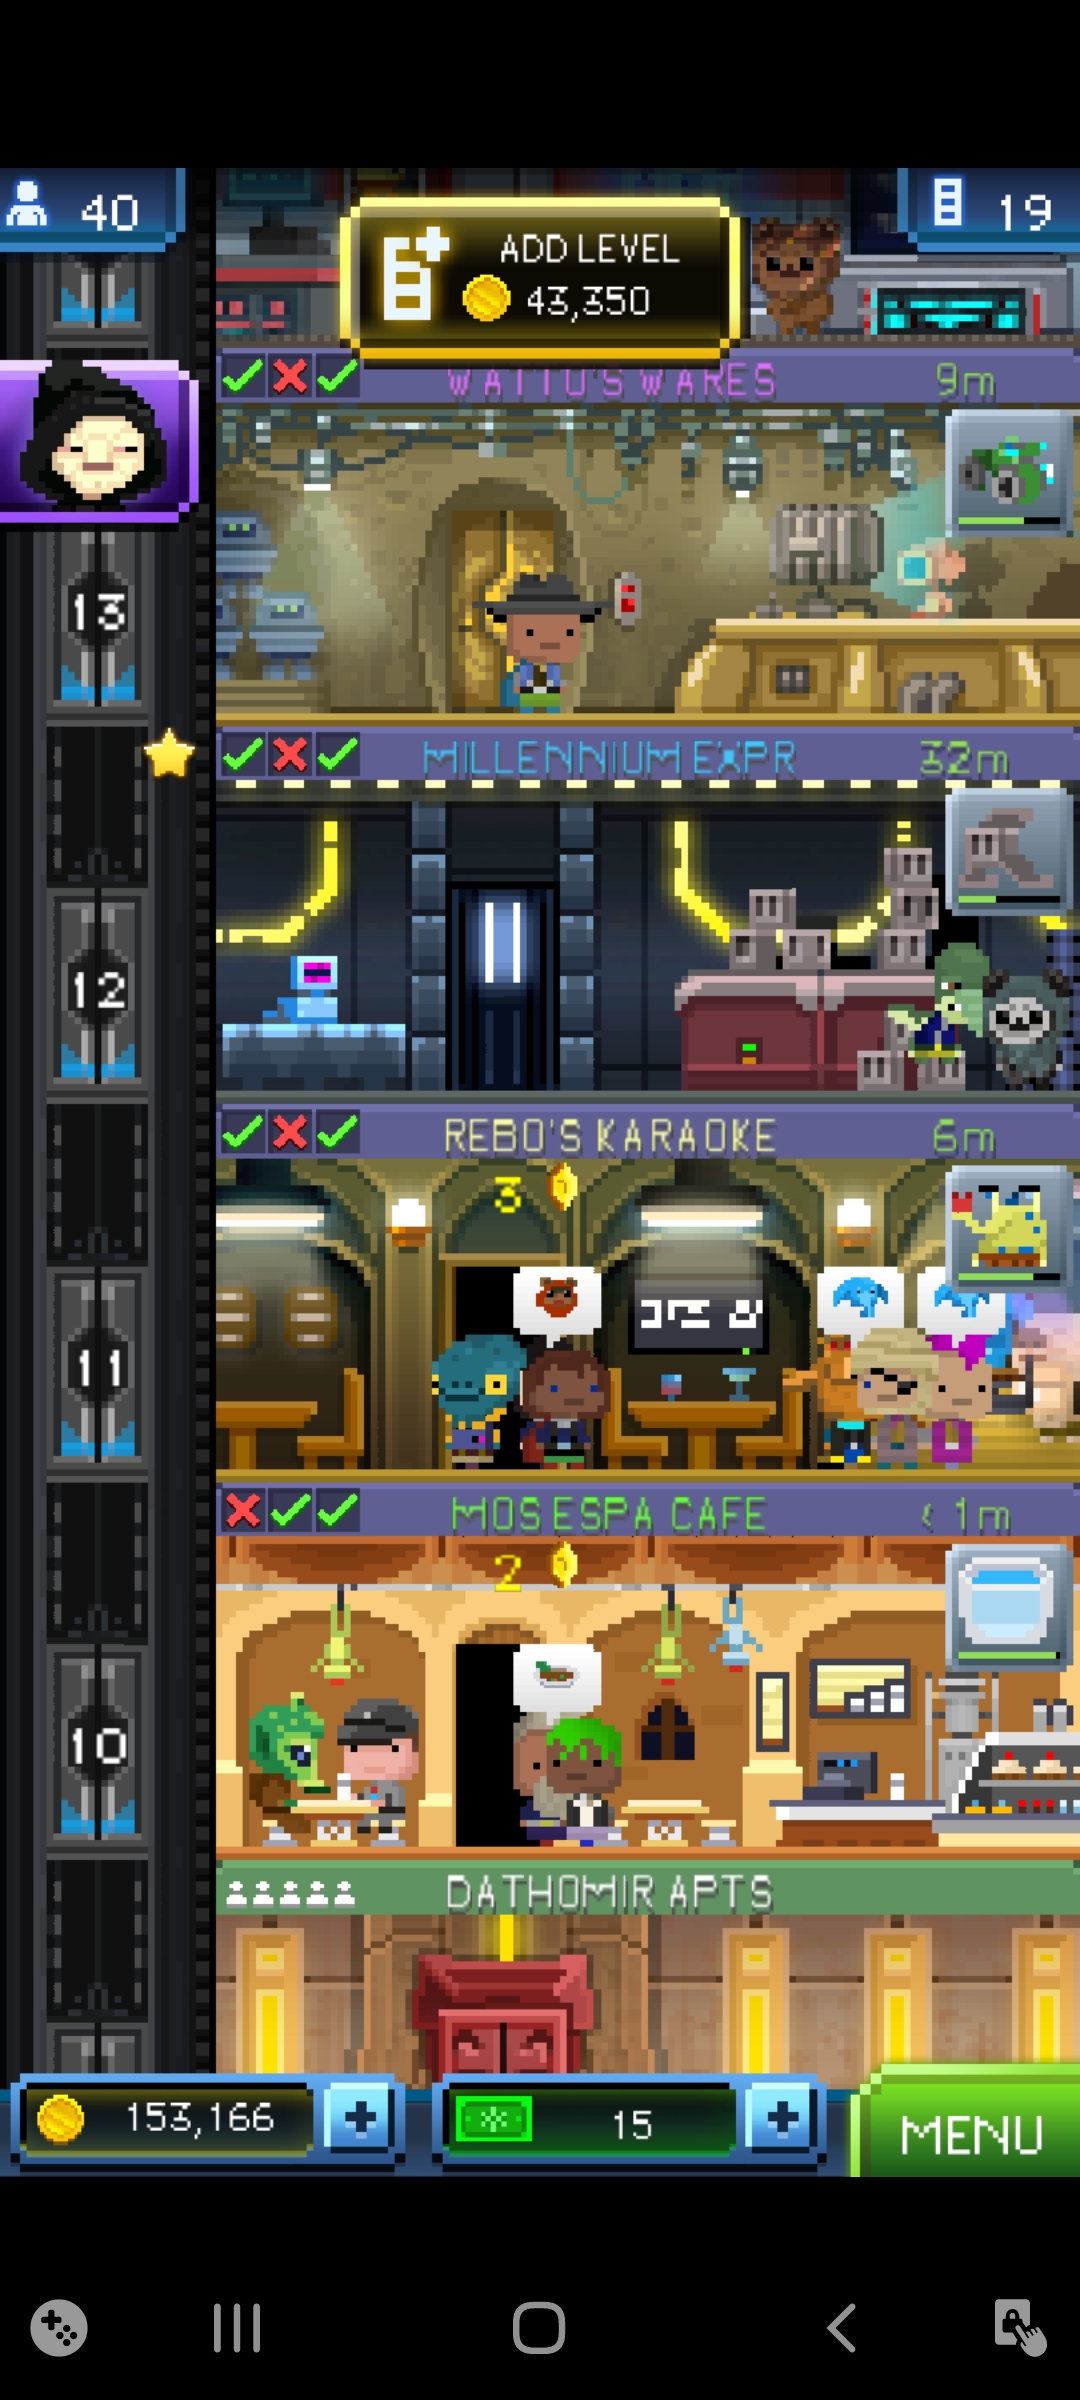 40
19
ADD LEVEL
43,350
WATTO'S WARES
9m
13
MILLENNIUM EXPR
32m
12
REBO'S KARAOKE
6m
3
11
MOS ESPA CAFE
< 1m
2
10
DATHOMIR APTS
153,166
15
MENU